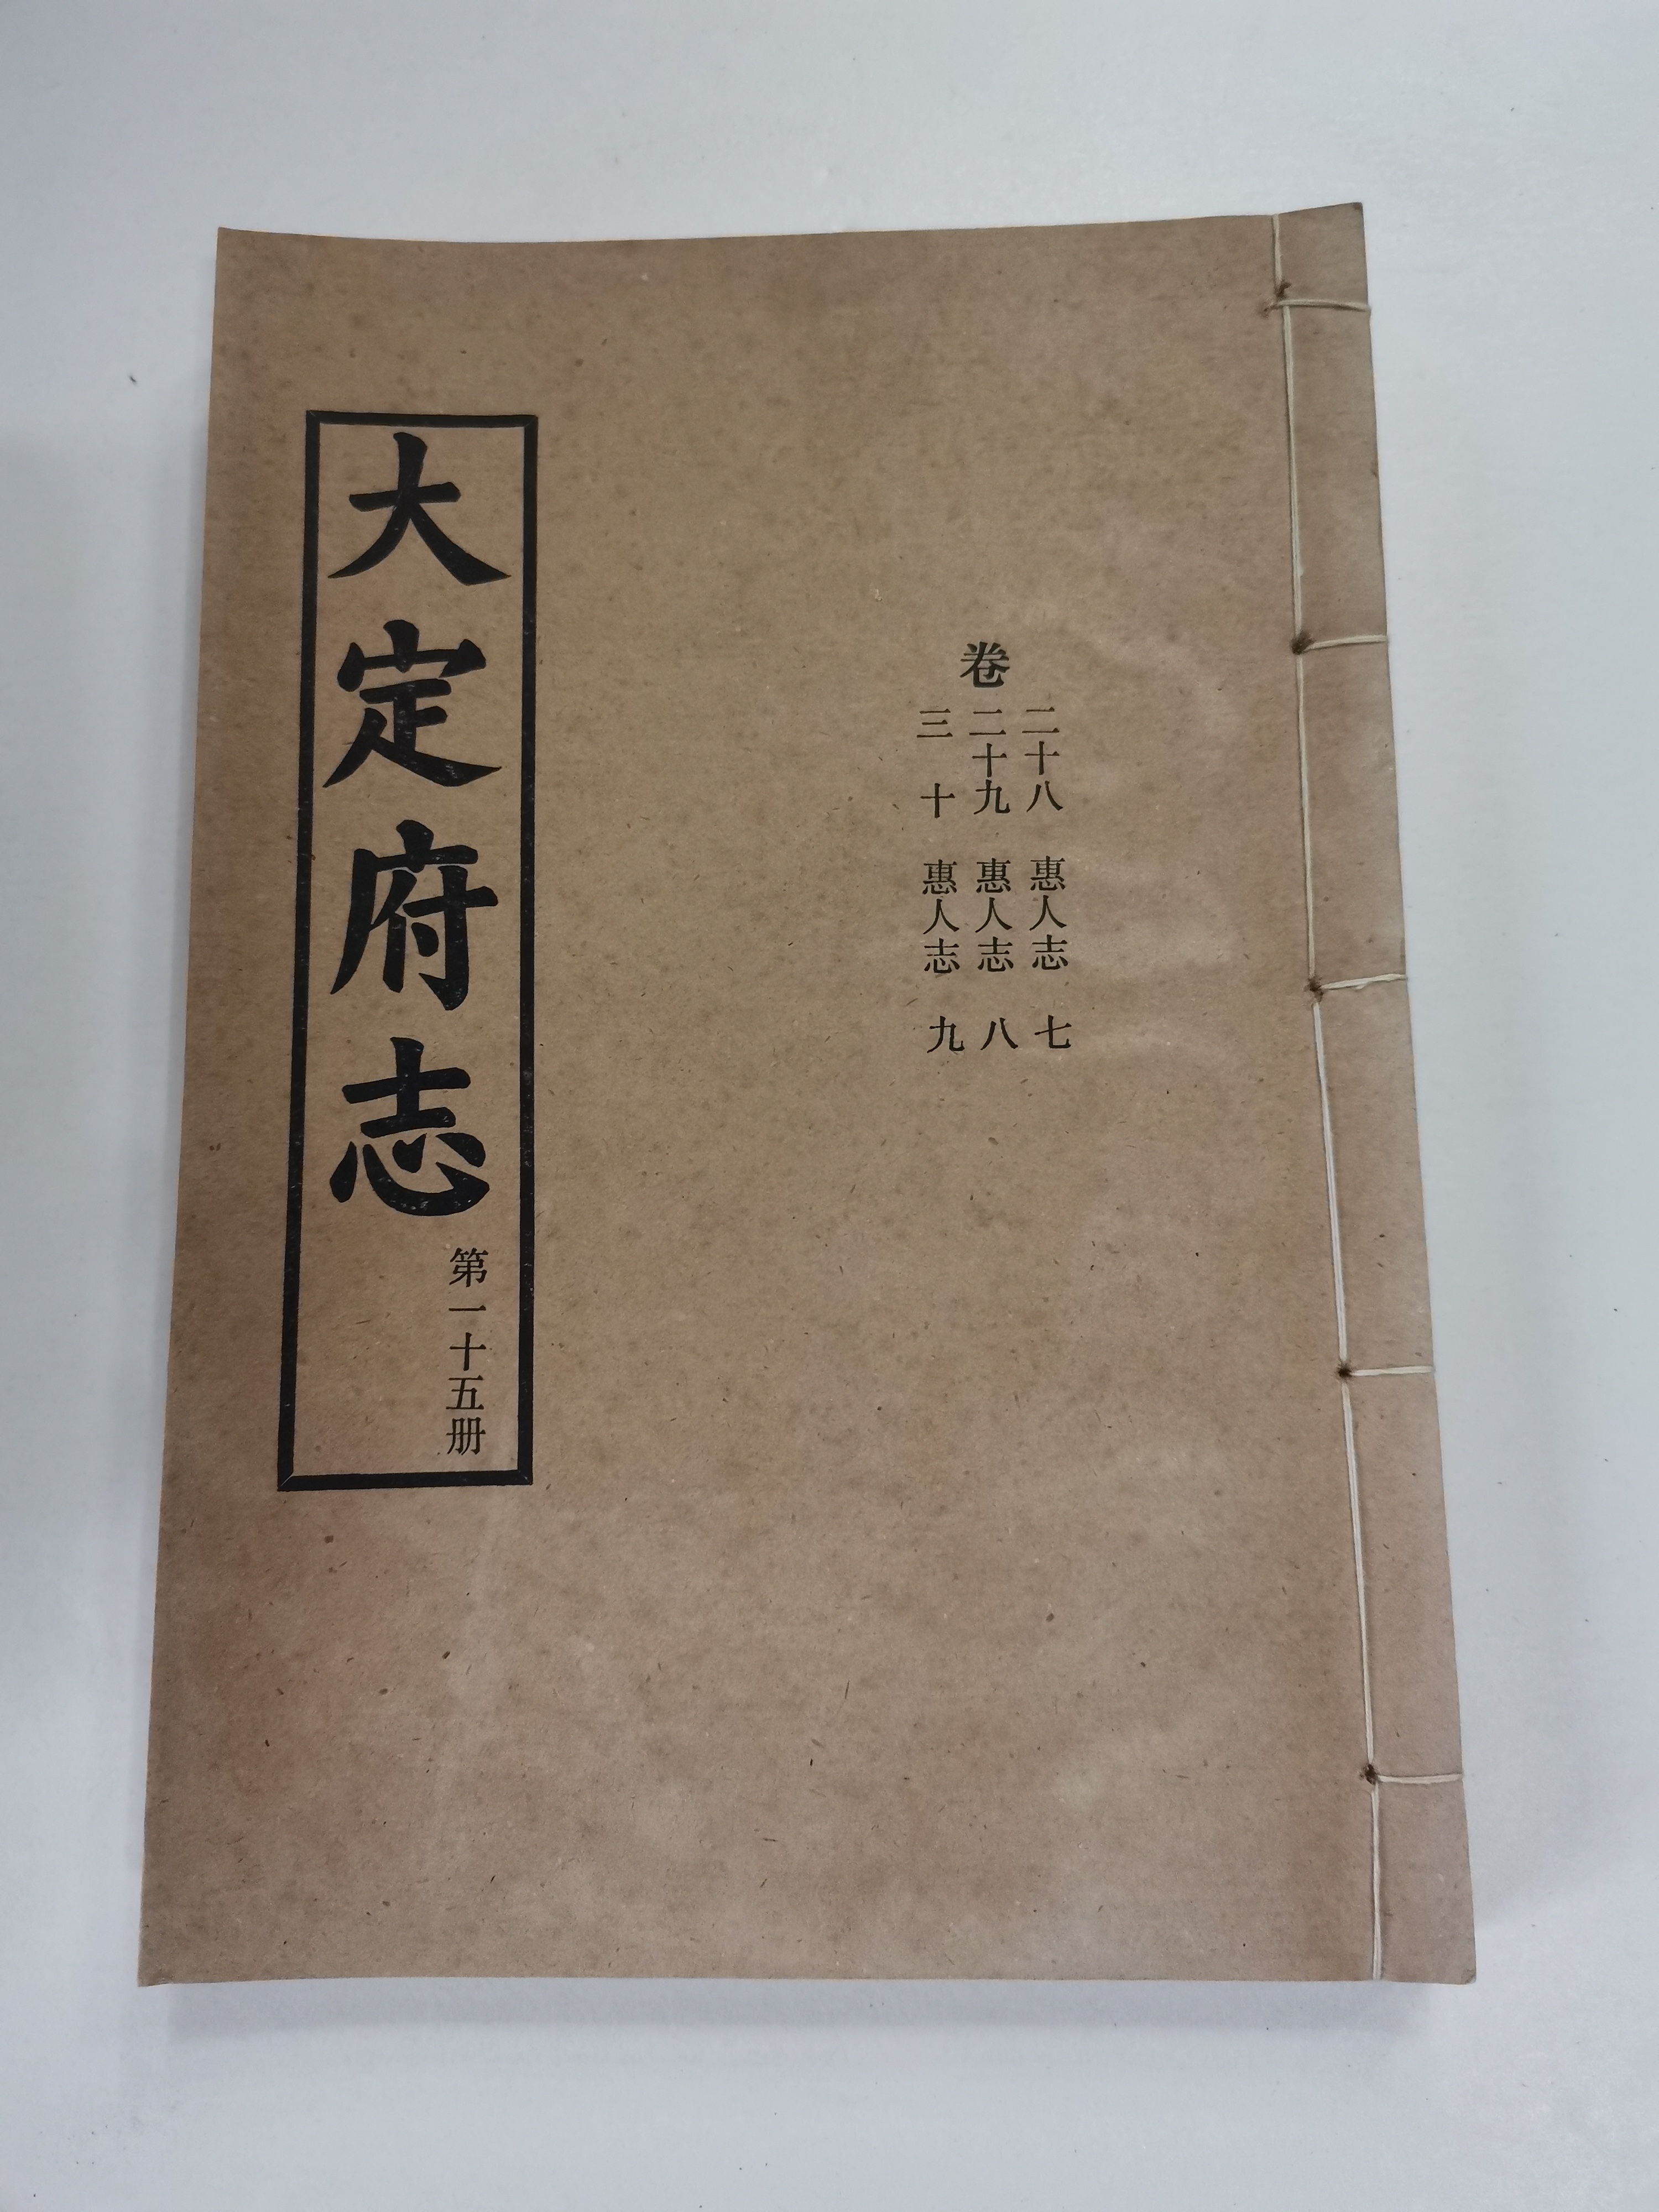 卷
二十八 惠人志 七
二十九 惠人志 八
三十 惠人志 九
大定府志
第一十五册